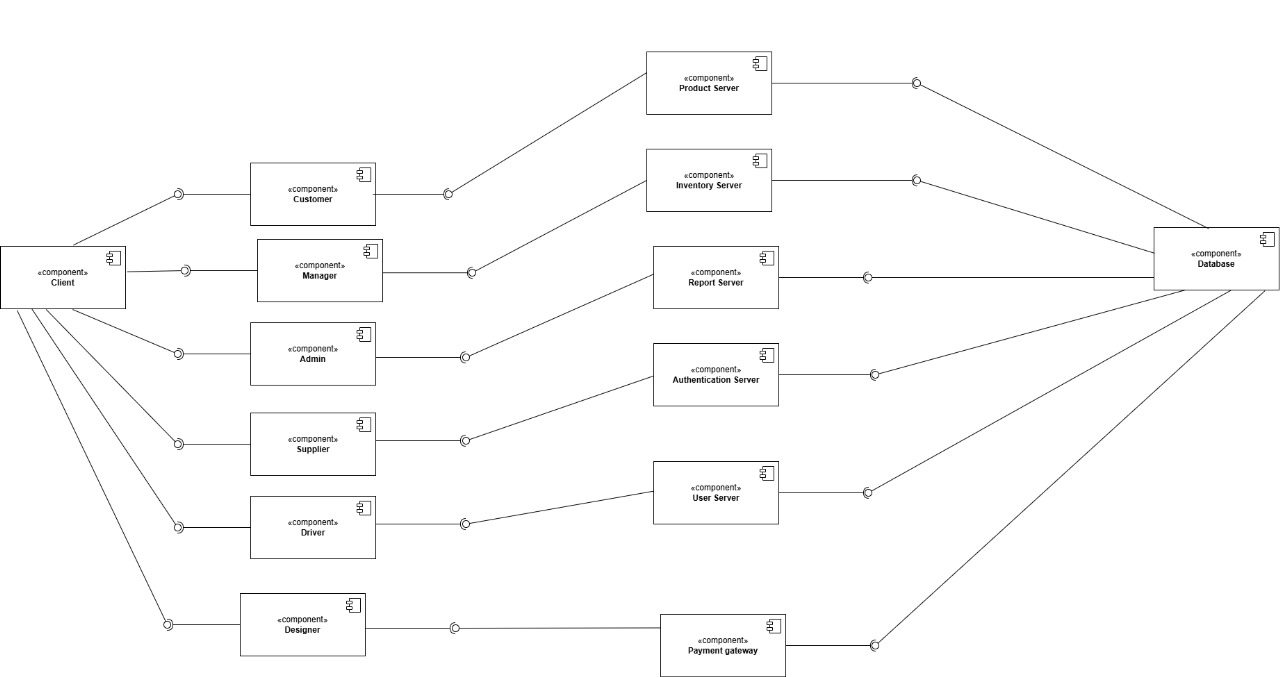 «component»
Product Server
«component»
Inventory Server
«component»
Customer
«component»
Manager
«component»
Client
«component»
Report Server
«component»
Database
«component»
Admin
«component»
Authentication Server
«component»
Supplier
«component»
User Server
«component»
Driver
«component»
Designer
«component»
Payment gateway